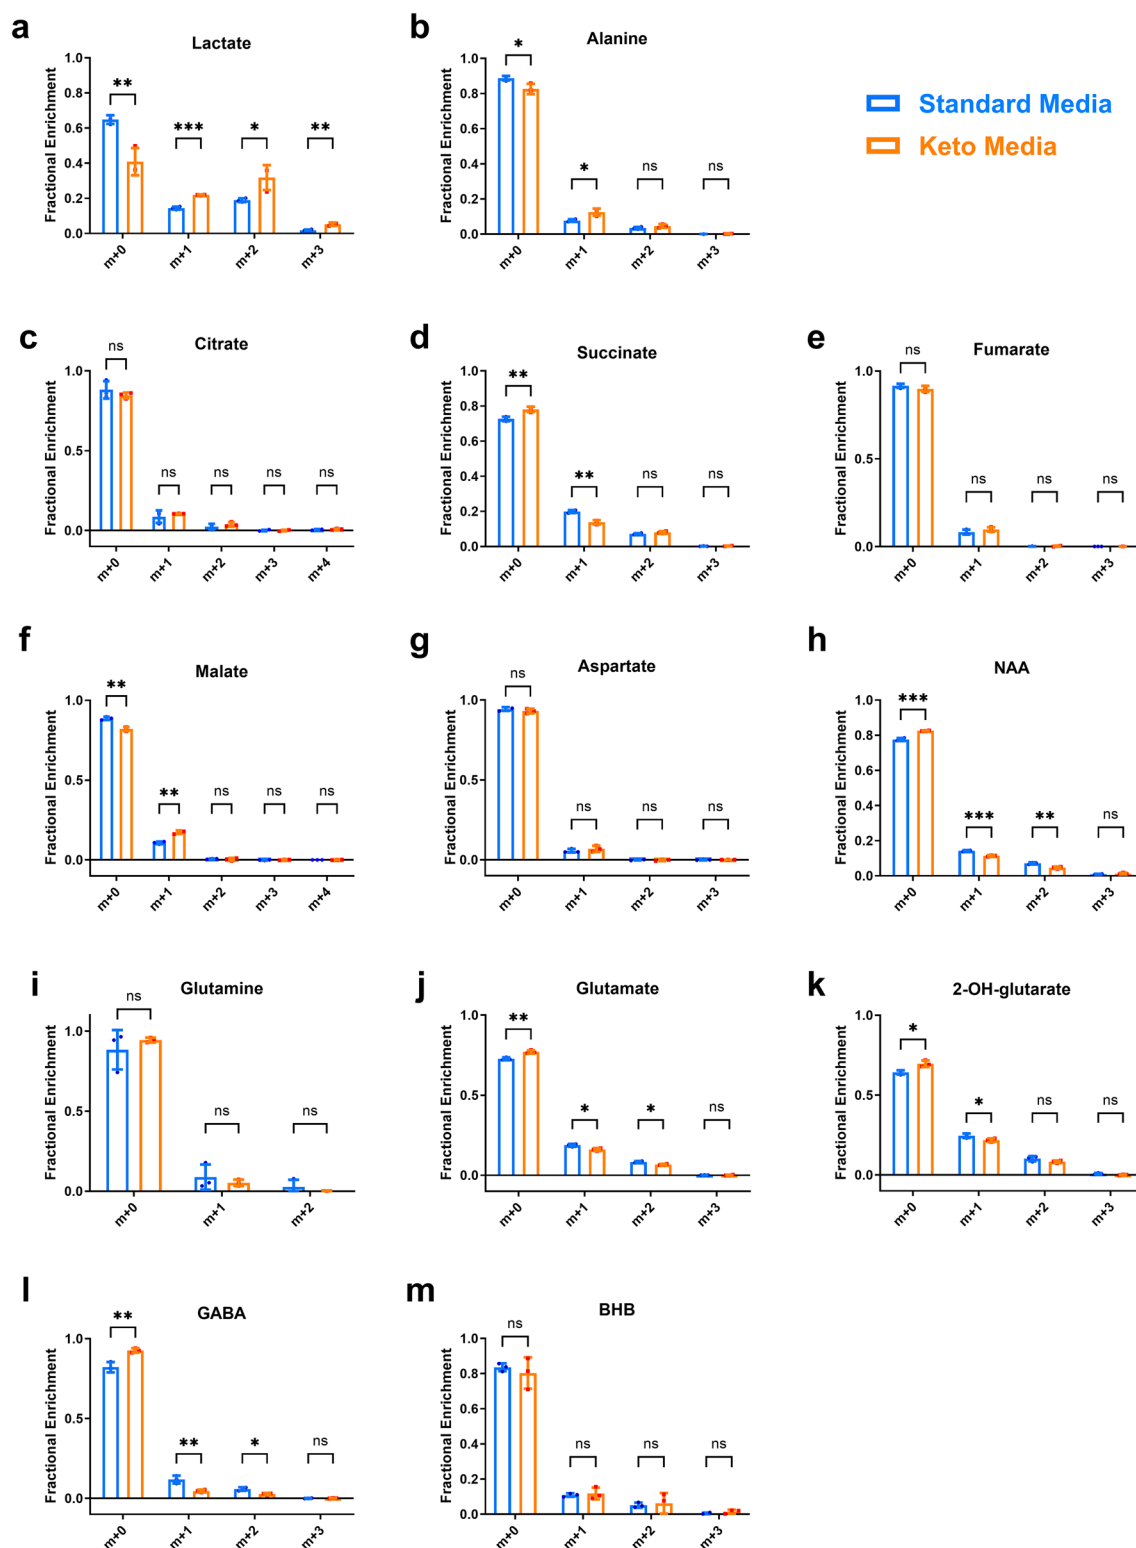 a
Lactate
Fractional Enrichment
1.0
0.8
0.6
0.4
0.2
0.0
**
***
*
**
m+0
m+1
m+2
m+3
b
Alanine
Fractional Enrichment
1.0
0.8
0.6
0.4
0.2
0.0
*
*
ns
ns
m+0
m+1
m+2
m+3
Standard Media
Keto Media
c
Citrate
Fractional Enrichment
1.0
0.5
0.0
ns
ns
ns
ns
ns
m+0
m+1
m+2
m+3
m+4
d
Succinate
Fractional Enrichment
1.0
0.8
0.6
0.4
0.2
0.0
**
**
ns
ns
m+0
m+1
m+2
m+3
e
Fumarate
Fractional Enrichment
1.0
0.5
0.0
ns
ns
ns
ns
m+0
m+1
m+2
m+3
f
Malate
Fractional Enrichment
1.0
0.5
0.0
**
**
ns
ns
ns
m+0
m+1
m+2
m+3
m+4
g
Aspartate
Fractional Enrichment
1.0
0.5
0.0
ns
ns
ns
ns
m+0
m+1
m+2
m+3
h
NAA
Fractional Enrichment
1.0
0.8
0.6
0.4
0.2
0.0
***
***
**
ns
m+0
m+1
m+2
m+3
i
Glutamine
Fractional Enrichment
1.0
0.5
0.0
ns
ns
ns
m+0
m+1
m+2
j
Glutamate
Fractional Enrichment
1.0
0.5
0.0
**
*
*
ns
m+0
m+1
m+2
m+3
k
2-OH-glutarate
Fractional Enrichment
1.0
0.5
0.0
*
*
ns
ns
m+0
m+1
m+2
m+3
l
GABA
Fractional Enrichment
1.0
0.5
0.0
**
**
*
ns
m+0
m+1
m+2
m+3
m
BHB
Fractional Enrichment
1.0
0.8
0.6
0.4
0.2
0.0
ns
ns
ns
ns
m+0
m+1
m+2
m+3